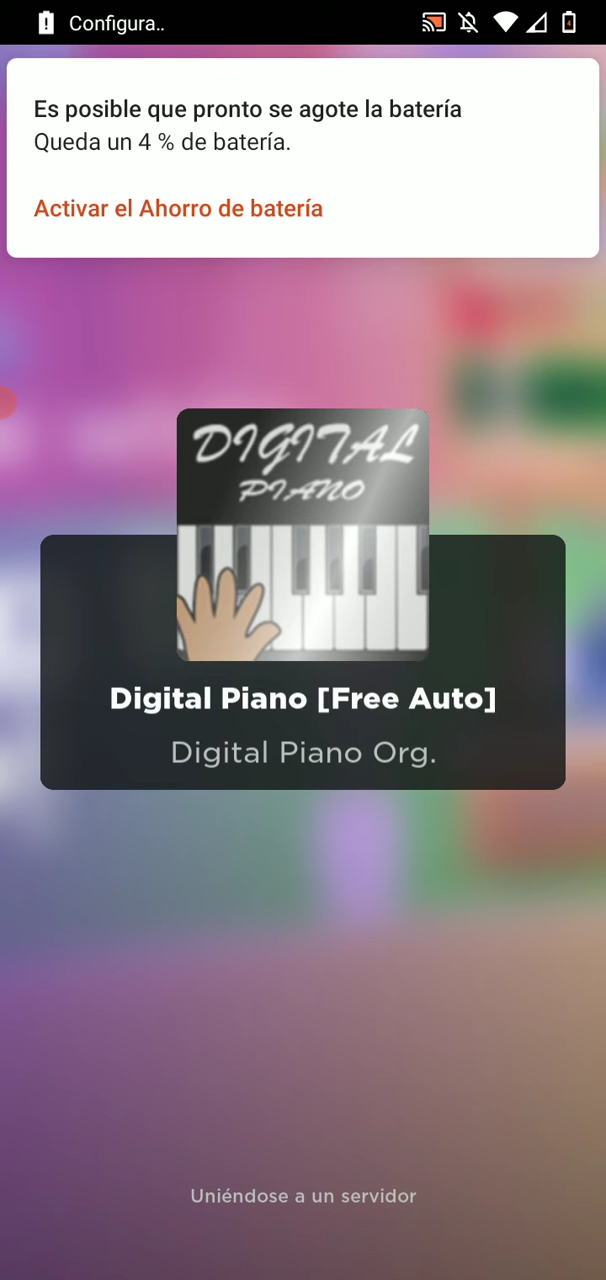 Configura..
4
Es posible que pronto se agote la batería
Queda un 4 % de batería.
Activar el Ahorro de batería
DIGITAL
PIANO
Digital Piano [Free Auto]
Digital Piano Org.
Uniéndose a un servidor